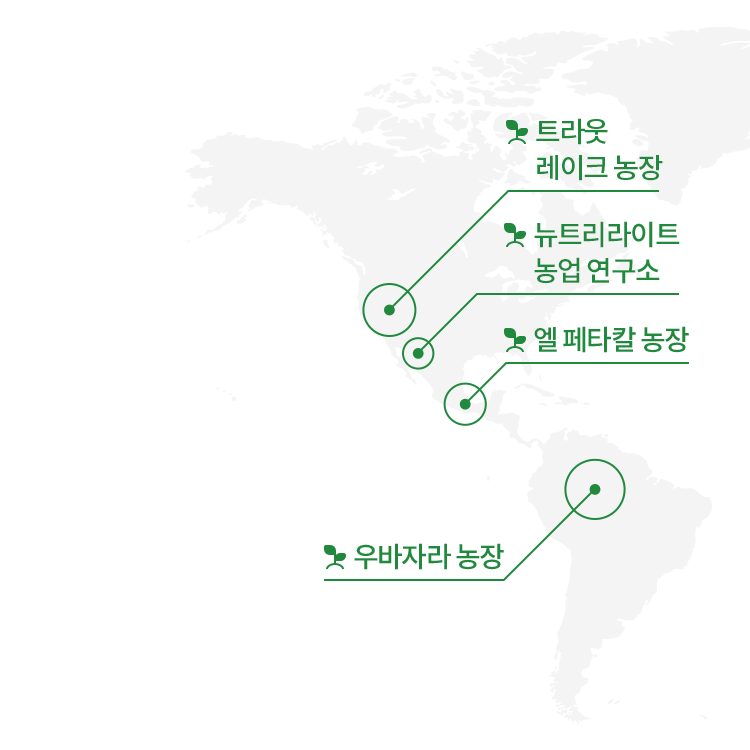 트라웃
레이크 농장
뉴트리라이트
농업 연구소
엘 페타칼 농장
우바자라 농장